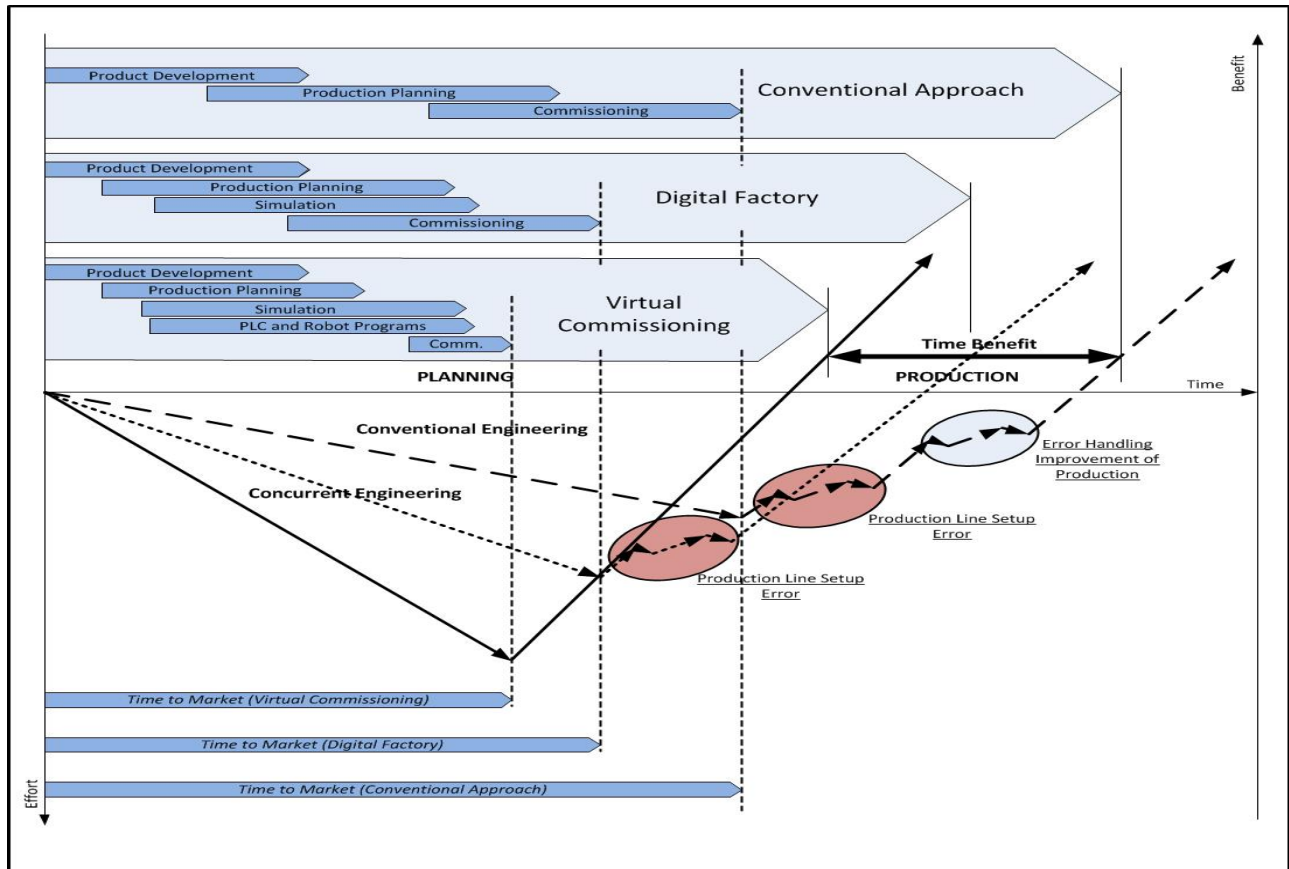 Product Development
Production Planning
Commissioning
Conventional Approach
Benefit
Product Development
Production Planning
Simulation
Commissioning
Digital Factory
Product Development
Production Planning
Simulation
PLC and Robot Programs
Comm.
Virtual
Commissioning
Time Benefit
PLANNING
PRODUCTION
Time
Conventional Engineering
Concurrent Engineering
Error Handling
Improvement of
Production
Production Line Setup
Error
Production Line Setup
Error
Time to Market (Virtual Commissioning)
Time to Market (Digital Factory)
Time to Market (Conventional Approach)
Effort